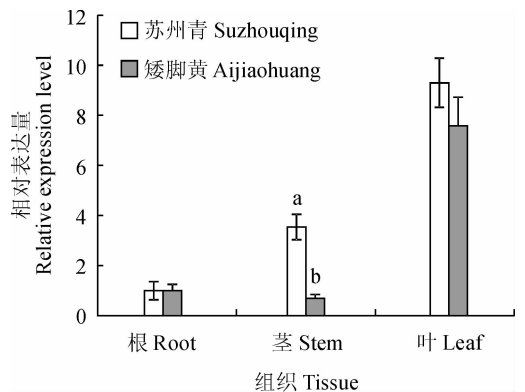 苏州青 Suzhouqing
矮脚黄 Aijiaohuang
相对表达量
Relative expression level
12
10
8
6
4
2
0
a
b
根 Root
茎 Stem
叶 Leaf
组织 Tissue